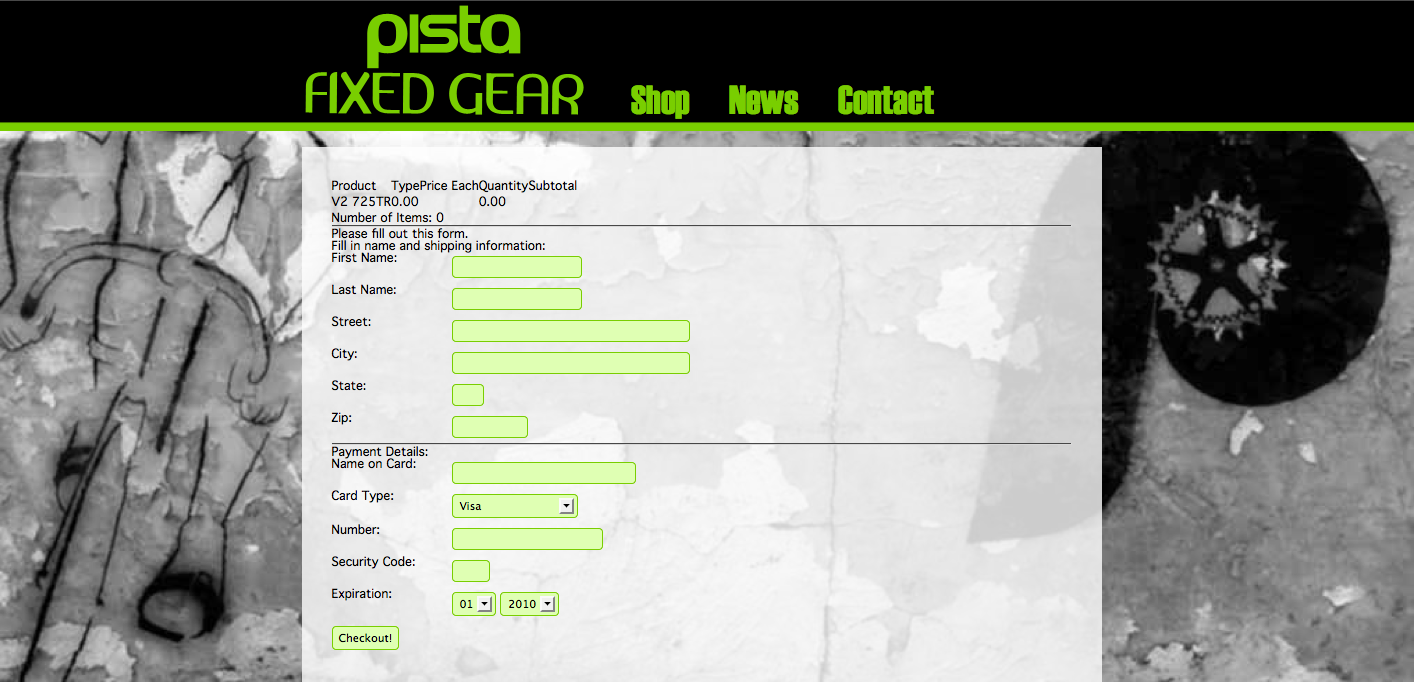 pista
FIXED GEAR
Shop News Contact
Product TypePrice EachQuantitySubtotal
V2 725TR0.00 0.00
Number of Items: 0
Please fill out this form.
Fill in name and shipping information:
First Name:
Last Name:
Street:
City:
State:
Zip:
Payment Details:
Name on Card:
Card Type: Visa
Number:
Security Code:
Expiration: 01 2010
Checkout!